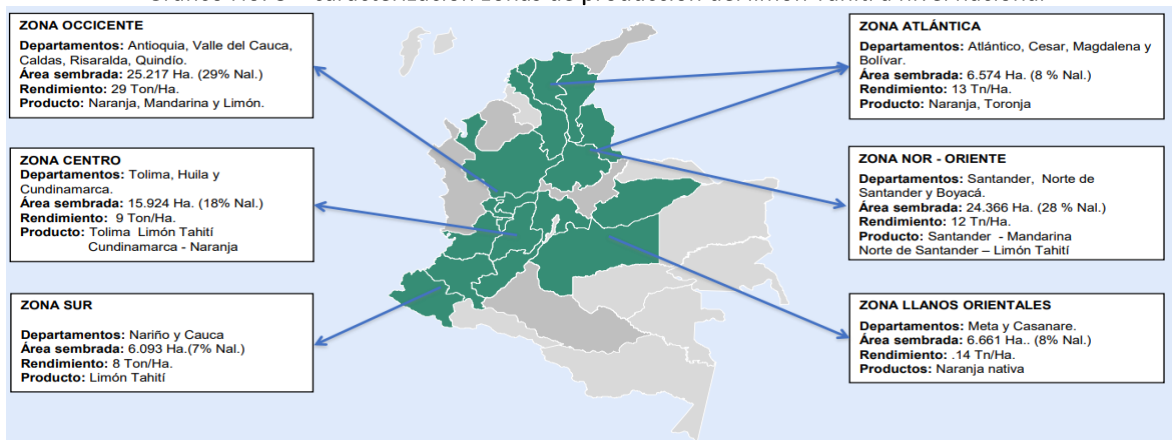 ZONA OCCIDENTE
Departamentos: Antioquia, Valle del Cauca,
Caldas, Risaralda, Quindío.
Área sembrada: 25.217 Ha. (29% Nal.)
Rendimiento: 29 Ton/Ha.
Producto: Naranja, Mandarina y Limón.
ZONA CENTRO
Departamentos: Tolima, Huila y
Cundinamarca.
Área sembrada: 15.924 Ha. (18% Nal.)
Rendimiento: 9 Ton/Ha.
Producto: Tolima Limón Tahití
Cundinamarca - Naranja
ZONA SUR
Departamentos: Nariño y Cauca
Área sembrada: 6.093 Ha.(7% Nal.)
Rendimiento: 8 Ton/Ha.
Producto: Limón Tahití
ZONA ATLÁNTICA
Departamentos: Atlántico, Cesar, Magdalena y
Bolívar.
Área sembrada: 6.574 Ha. (8 % Nal.)
Rendimiento: 13 Tn/Ha.
Producto: Naranja, Toronja
ZONA NOR - ORIENTE
Departamentos: Santander, Norte de
Santander y Boyacá.
Área sembrada: 24.366 Ha. (28 % Nal.)
Rendimiento: 12 Tn/Ha.
Producto: Santander - Mandarina
Norte de Santander – Limón Tahití
ZONA LLANOS ORIENTALES
Departamentos: Meta y Casanare.
Área sembrada: 6.661 Ha.. (8% Nal.)
Rendimiento: .14 Tn/Ha.
Productos: Naranja nativa